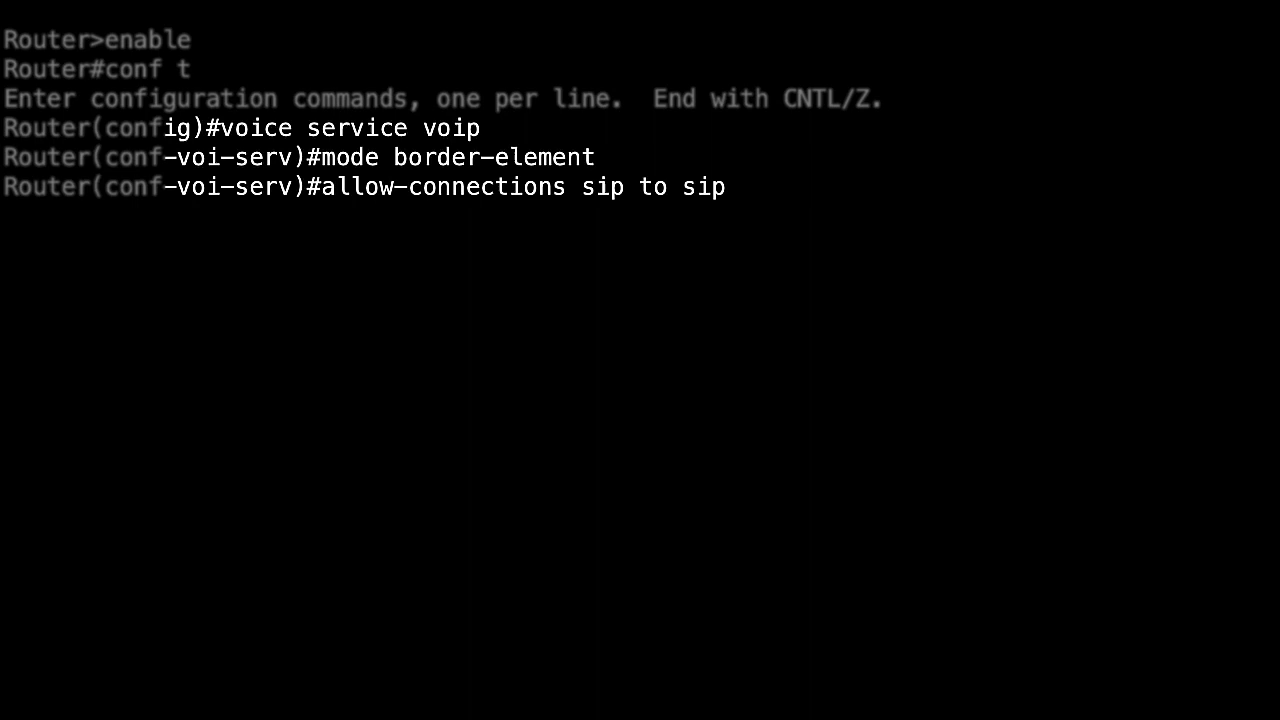 Router>enable
Router#conf t
Enter configuration commands, one per line.  End with CNTL/Z.
Router(config)#voice service voip
Router(conf-voi-serv)#mode border-element
Router(conf-voi-serv)#allow-connections sip to sip